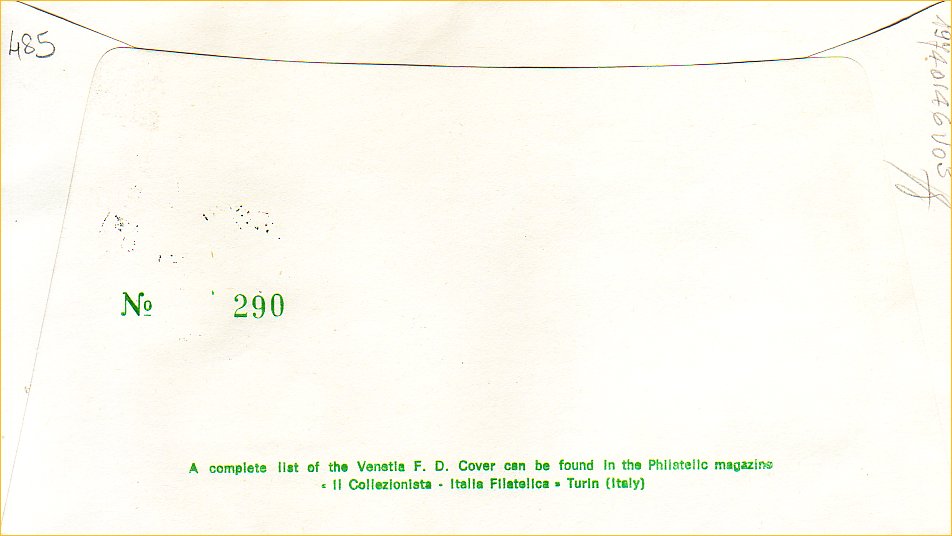 485
№ 290
A complete list of the Venetia F. D. Cover can be found in the Philatelic magazine
« Il Collezionista - Italia Filatelica » Turin (Italy)